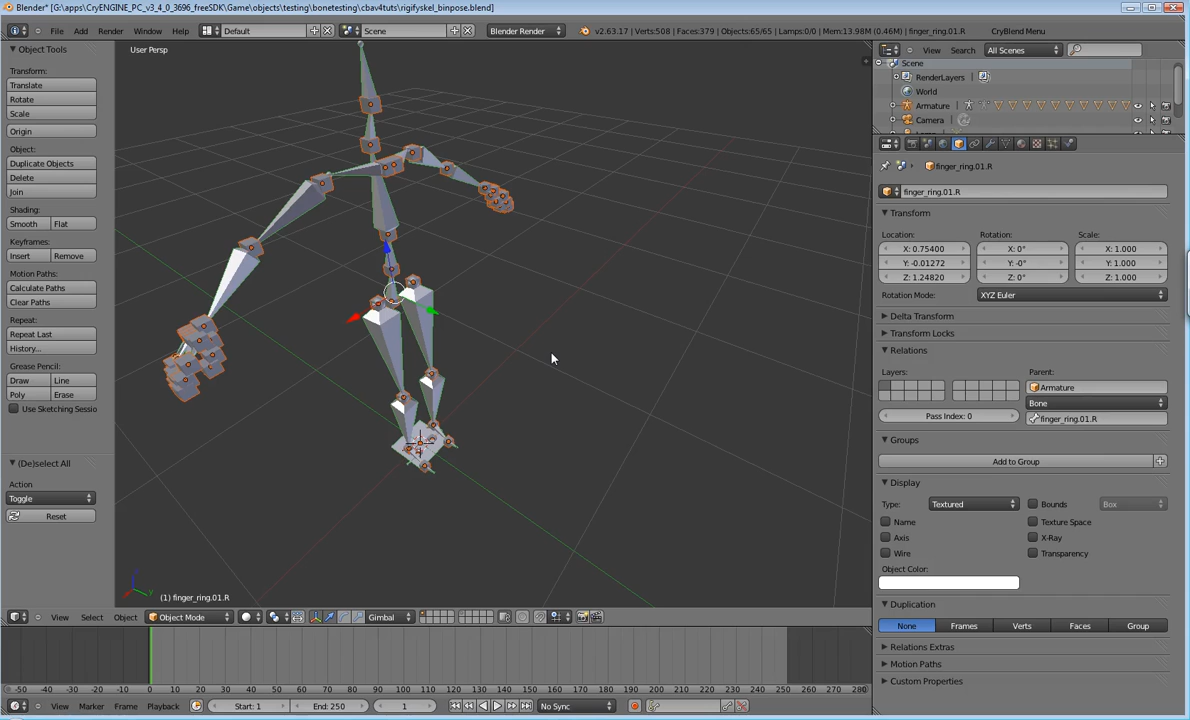 Blender* [G:\apps\CryENGINE_PC_v3_4_0_3696_freeSDK\Game\objects\testing\bonetesting\cbav4tuts\rigifyskel_binpose.blend]
File Add Render Window Help Default Scene Blender Render v2.63.17 | Verts:508 | Faces:379 | Objects:65/65 | Lamps:0/0 | Mem:13.98M (0.46M) | finger_ring.01.R CryBlend Menu
Object Tools
Transform:
Translate
Rotate
Scale
Origin
Object:
Duplicate Objects
Delete
Join
Shading:
Smooth Flat
Keyframes:
Insert Remove
Motion Paths:
Calculate Paths
Clear Paths
Repeat:
Repeat Last
History...
Grease Pencil:
Draw Line
Poly Erase
Use Sketching Sessio
(De)select All
Action
Toggle
Reset
User Persp
(1) finger_ring.01.R
View Select Object Object Mode Gimbal
-50 -40 -30 -20 -10 0 10 20 30 40 50 60 70 80 90 100 110 120 130 140 150 160 170 180 190 200 210 220 230 240 250 260 270 280
View Marker Frame Playback Start: 1 End: 250 1 No Sync
View Search All Scenes
Scene
RenderLayers
World
Armature
Camera
finger_ring.01.R
finger_ring.01.R
Transform
Location: Rotation: Scale:
X: 0.75400 X: 0° X: 1.000
Y: -0.01272 Y: -0° Y: 1.000
Z: 1.24820 Z: 0° Z: 1.000
Rotation Mode: XYZ Euler
Delta Transform
Transform Locks
Relations
Layers: Parent:
Armature
Bone
Pass Index: 0 finger_ring.01.R
Groups
Add to Group
Display
Type: Textured Bounds Box
Name Texture Space
Axis X-Ray
Wire Transparency
Object Color:
Duplication
None Frames Verts Faces Group
Relations Extras
Motion Paths
Custom Properties